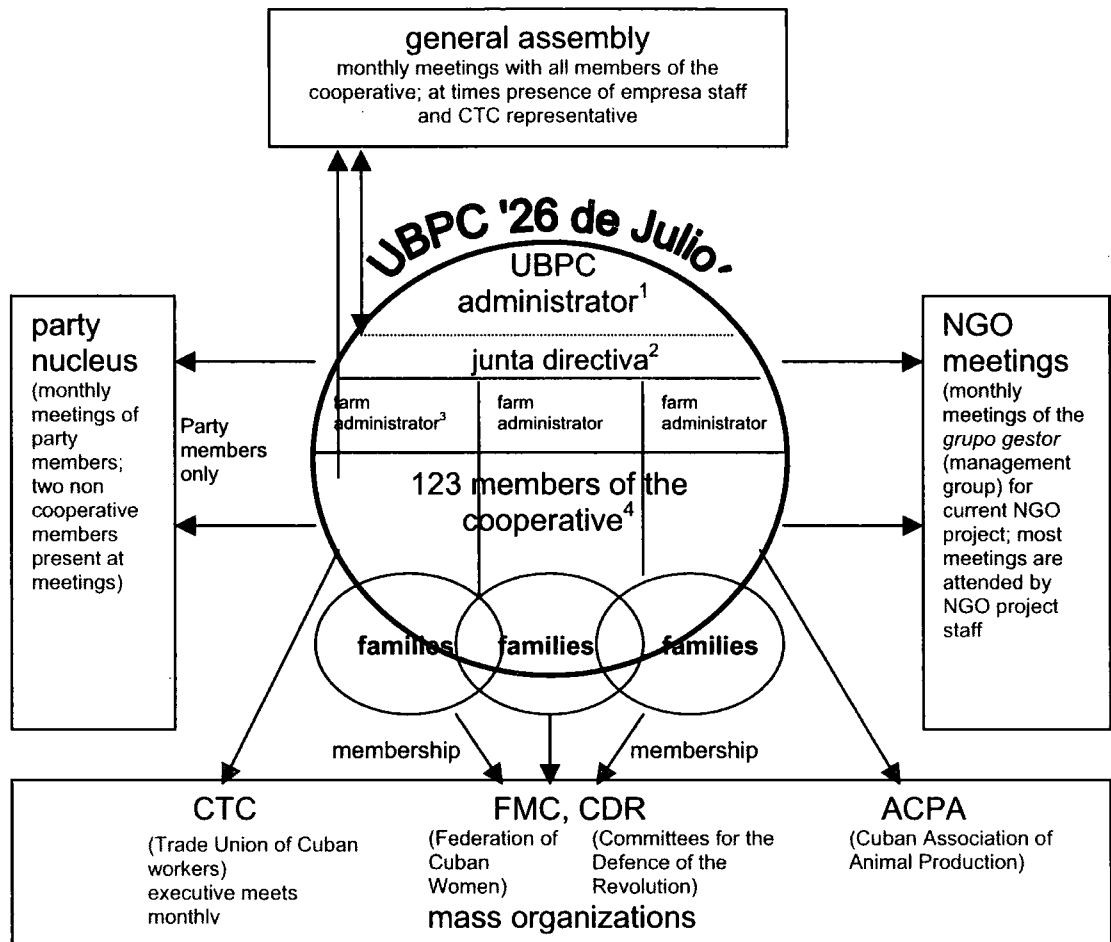 general assembly
monthly meetings with all members of the
cooperative; at times presence of empresa staff
and CTC representative
UBPC '26 de Julio'
UBPC
administrator1
junta directiva2
farm
administrator3
farm
administrator
farm
administrator
123 members of the
cooperative4
families
families
families
party
nucleus
(monthly
meetings of
party
members;
two non
cooperative
members
present at
meetings)
Party
members
only
NGO
meetings
(monthly
meetings of the
grupo gestor
(management
group) for
current NGO
project; most
meetings are
attended by
NGO project
staff
membership
membership
CTC
(Trade Union of Cuban
workers)
executive meets
monthly
FMC, CDR
(Federation of
Cuban
Women)
(Committees for the
Defence of the
Revolution)
ACPA
(Cuban Association of
Animal Production)
mass organizations